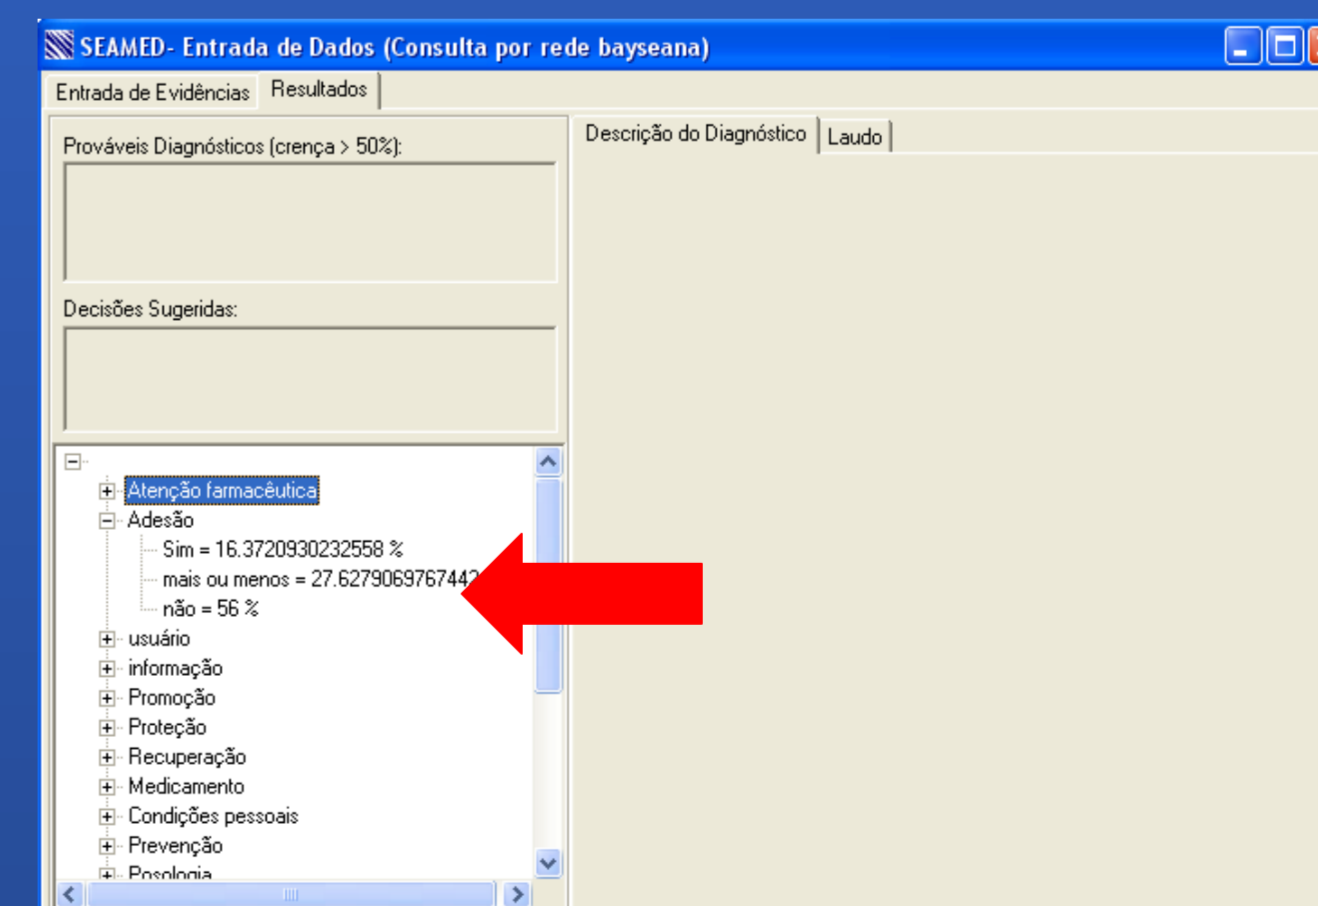 SEAMED- Entrada de Dados (Consulta por rede bayseana)
Entrada de Evidências Resultados
Prováveis Diagnósticos (crença > 50%):
Descrição do Diagnóstico Laudo
Decisões Sugeridas:
Atenção farmacêutica
Adesão
Sim = 16.3720930232558 %
mais ou menos = 27.6279069767442
não = 56 %
usuário
informação
Promoção
Proteção
Recuperação
Medicamento
Condições pessoais
Prevenção
Posologia